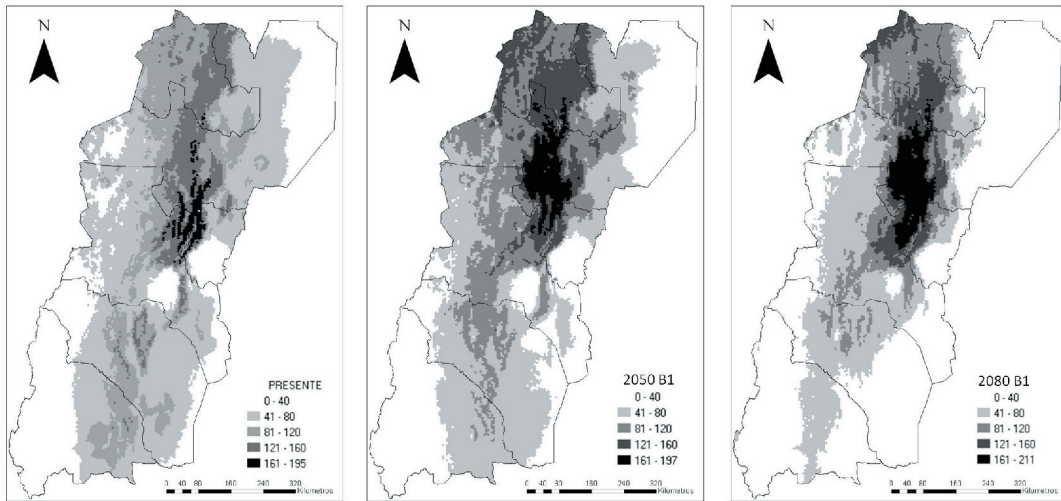 N
PRESENTE
0 - 40
41 - 80
81 - 120
121 - 160
161 - 195
0 40 80 160 240 320
Kilometros
N
2050 B1
0 - 40
41 - 80
81 - 120
121 - 160
161 - 197
0 40 80 160 240 320
Kilometros
N
2080 B1
0 - 40
41 - 80
81 - 120
121 - 160
161 - 211
0 40 80 160 240 320
Kilometros